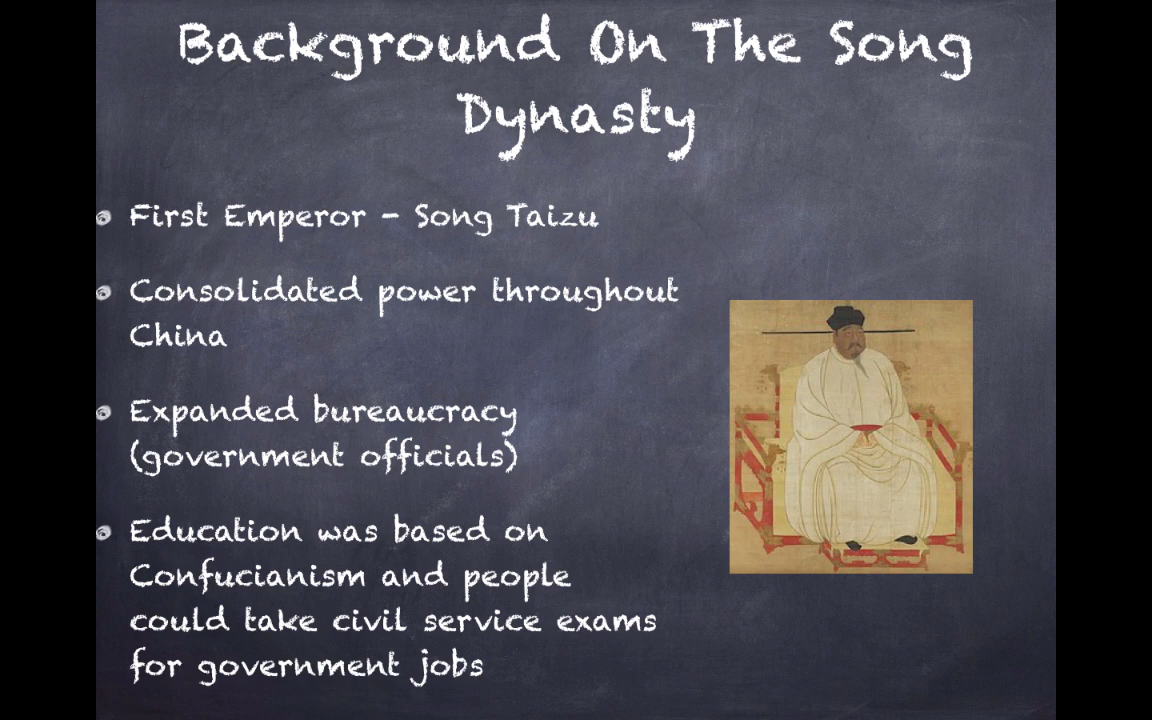 Background On The Song
Dynasty
First Emperor - Song Taizu
Consolidated power throughout
China
Expanded bureaucracy
(government officials)
Education was based on
Confucianism and people
could take civil service exams
for government jobs